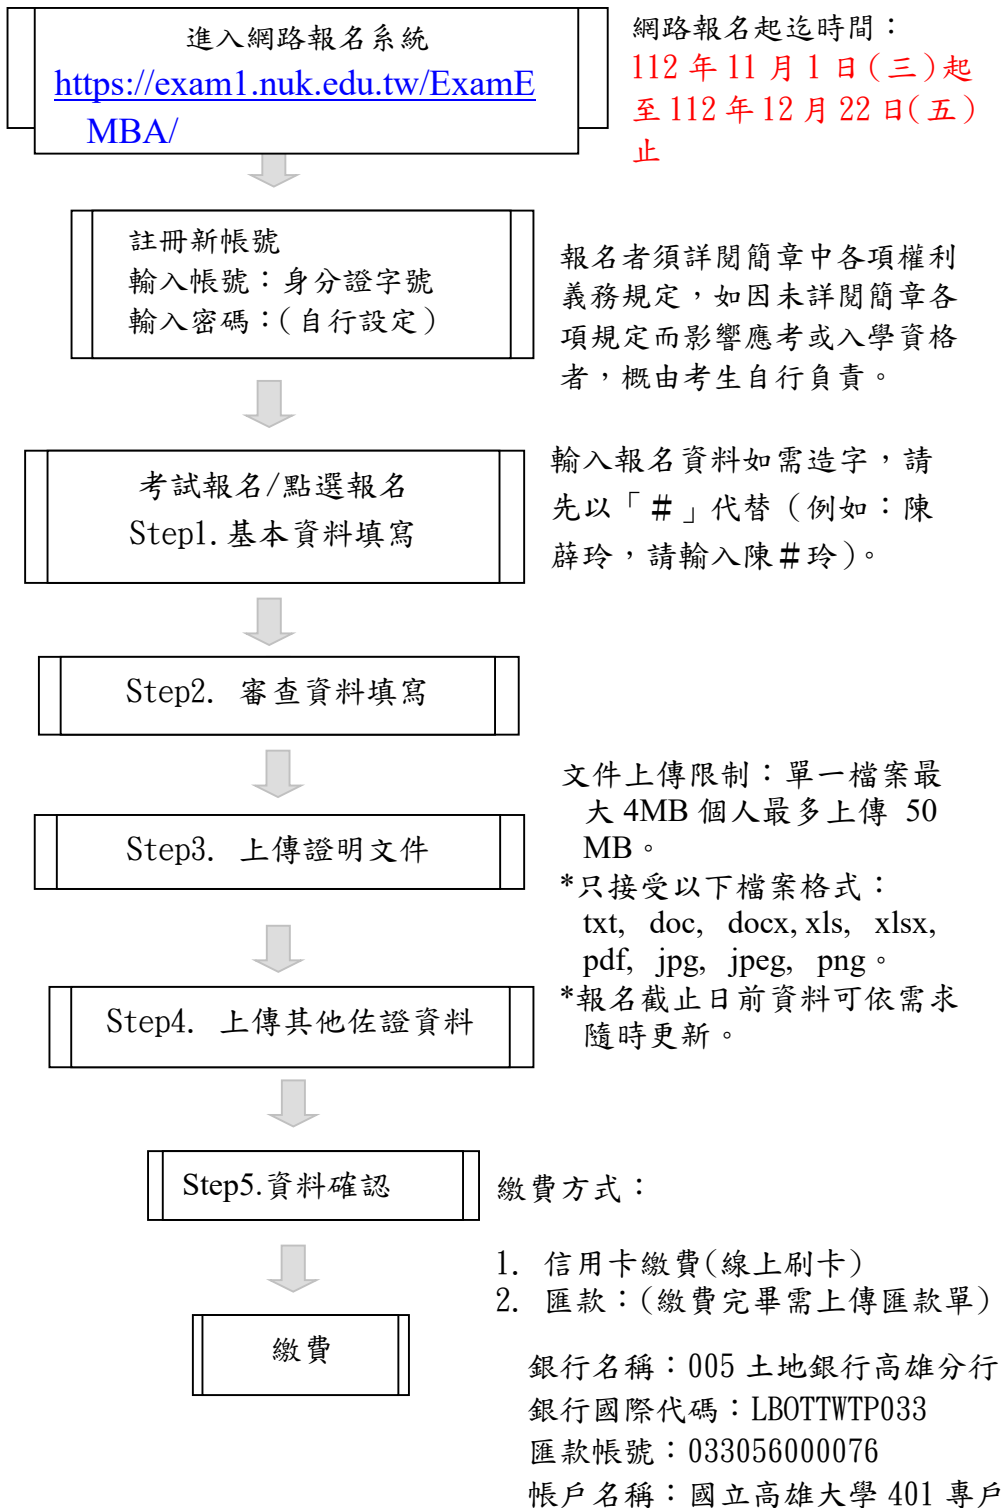 進入網路報名系統
https://exam1.nuk.edu.tw/ExamE
MBA/
網路報名起迄時間：
112 年 11 月 1 日(三)起
至 112 年 12 月 22 日(五)
止
註冊新帳號
輸入帳號：身分證字號
輸入密碼：(自行設定)
報名者須詳閱簡章中各項權利
義務規定，如因未詳閱簡章各
項規定而影響應考或入學資格
者，概由考生自行負責。
考試報名/點選報名
Step1.基本資料填寫
輸入報名資料如需造字，請
先以「＃」代替（例如：陳
薜玲，請輸入陳＃玲）。
Step2. 審查資料填寫
Step3. 上傳證明文件
文件上傳限制：單一檔案最
大 4MB 個人最多上傳 50
MB。
*只接受以下檔案格式：
txt, doc, docx, xls, xlsx,
pdf, jpg, jpeg, png。
*報名截止日前資料可依需求
隨時更新。
Step4. 上傳其他佐證資料
Step5.資料確認
繳費方式：
1. 信用卡繳費(線上刷卡)
2. 匯款：(繳費完畢需上傳匯款單)
繳費
銀行名稱：005 土地銀行高雄分行
銀行國際代碼：LBOTTWTP033
匯款帳號：033056000076
帳戶名稱：國立高雄大學 401 專戶